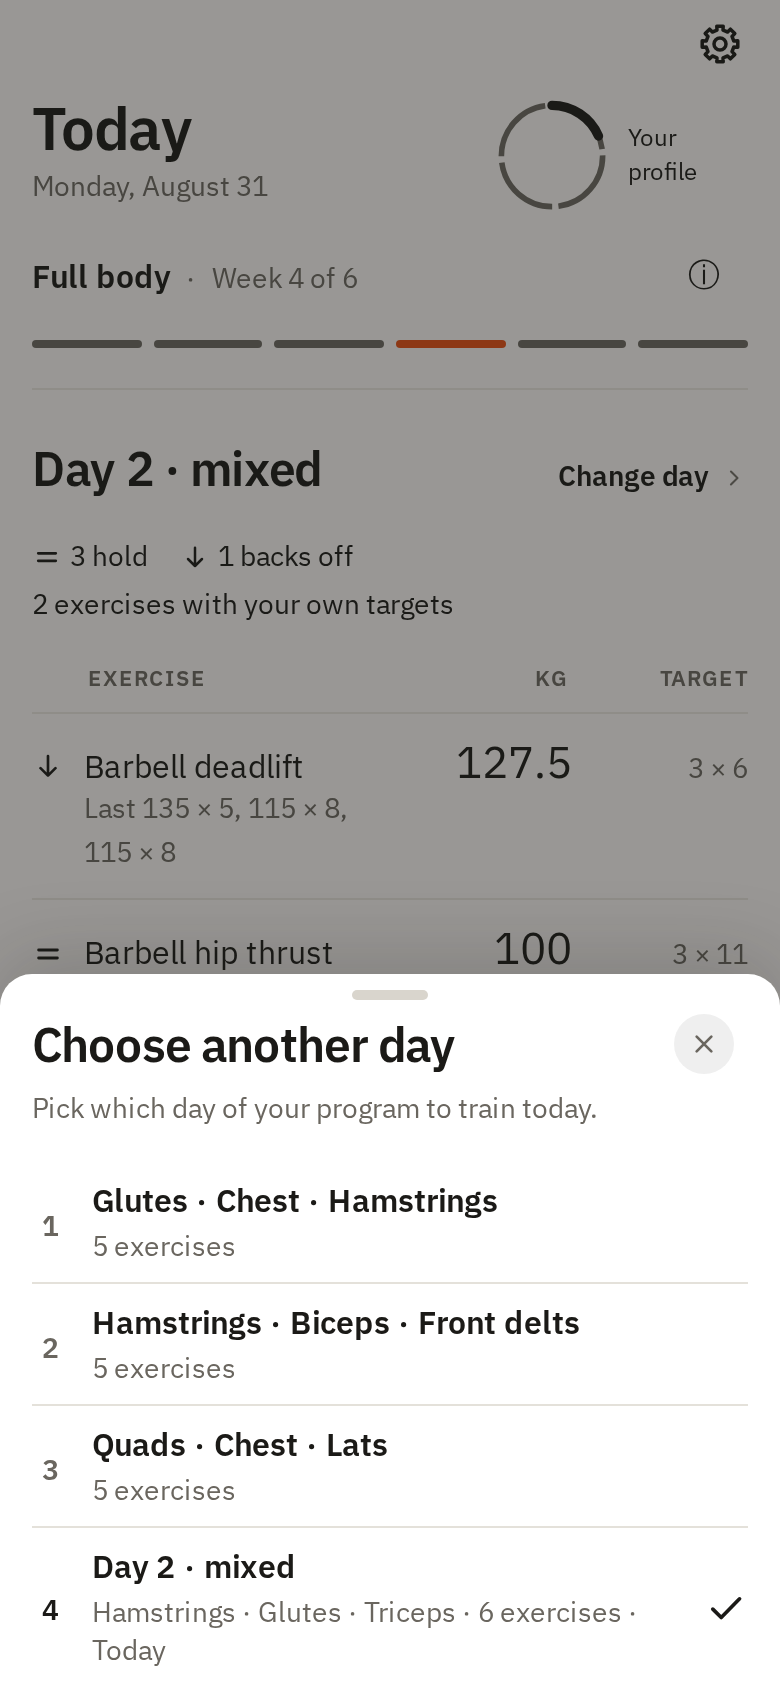 Today
Monday, August 31
Your
profile
Full body · Week 4 of 6
Day 2 · mixed
Change day
= 3 hold ↓ 1 backs off
2 exercises with your own targets
EXERCISE KG TARGET
↓ Barbell deadlift 127.5 3 × 6
Last 135 × 5, 115 × 8,
115 × 8
= Barbell hip thrust 100 3 × 11
Choose another day
Pick which day of your program to train today.
1
Glutes · Chest · Hamstrings
5 exercises
2
Hamstrings · Biceps · Front delts
5 exercises
3
Quads · Chest · Lats
5 exercises
4
Day 2 · mixed
Hamstrings · Glutes · Triceps · 6 exercises ·
Today